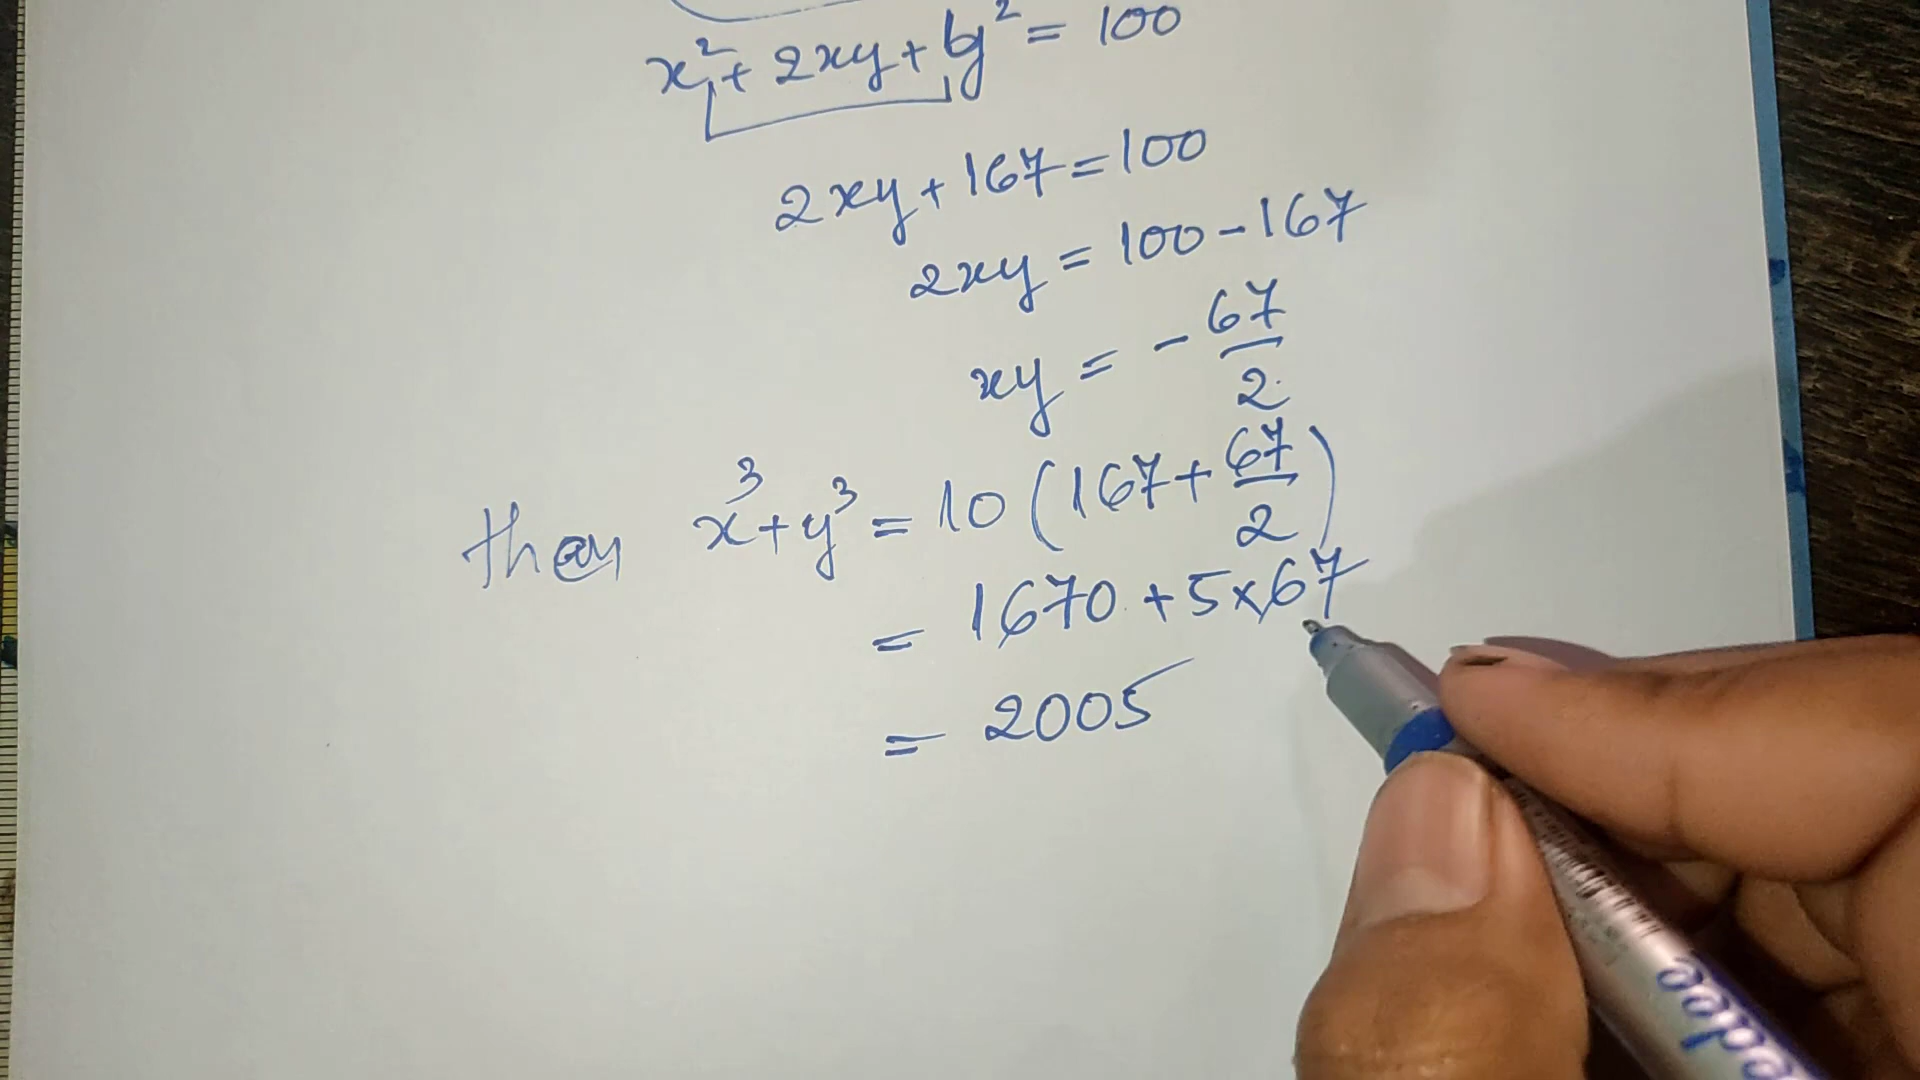 x² + 2xy + y² = 100
2xy + 167 = 100
2xy = 100 - 167
xy = - 67/2
then x³ + y³ = 10 (167 + 67/2)
= 1670 + 5 × 67
= 2005